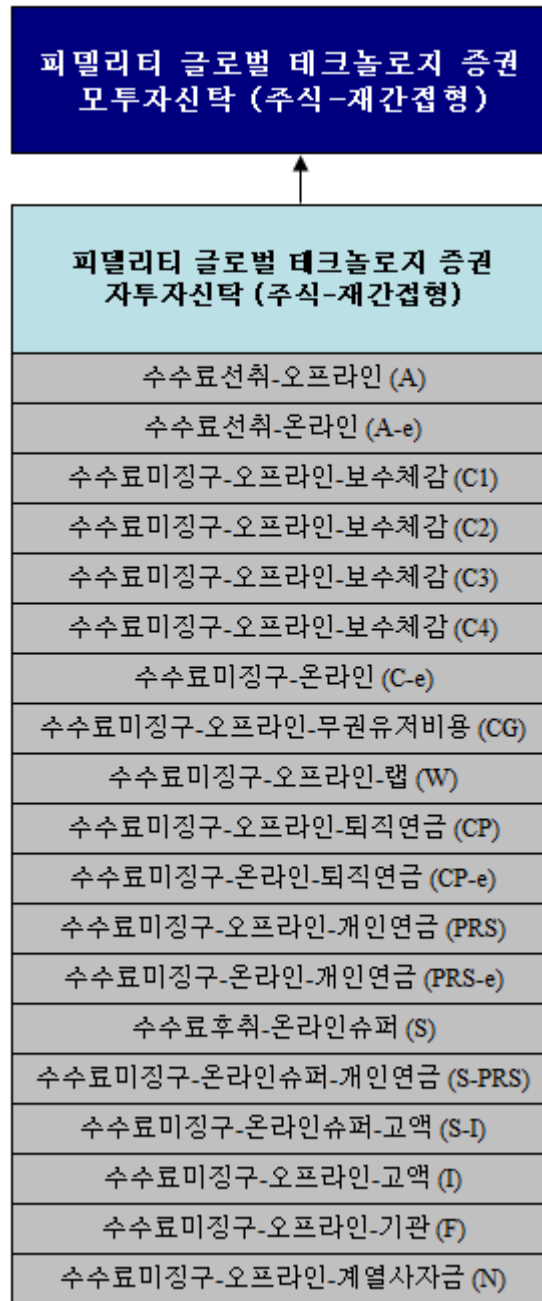 피델리티 글로벌 테크놀로지 증권
모투자신탁 (주식-재간접형)
피델리티 글로벌 테크놀로지 증권
자투자신탁 (주식-재간접형)
수수료선취-오프라인 (A)
수수료선취-온라인 (A-e)
수수료미징구-오프라인-보수체감 (C1)
수수료미징구-오프라인-보수체감 (C2)
수수료미징구-오프라인-보수체감 (C3)
수수료미징구-오프라인-보수체감 (C4)
수수료미징구-온라인 (C-e)
수수료미징구-오프라인-무권유저비용 (CG)
수수료미징구-오프라인-랩 (W)
수수료미징구-오프라인-퇴직연금 (CP)
수수료미징구-온라인-퇴직연금 (CP-e)
수수료미징구-오프라인-개인연금 (PRS)
수수료미징구-온라인-개인연금 (PRS-e)
수수료후취-온라인슈퍼 (S)
수수료미징구-온라인슈퍼-개인연금 (S-PRS)
수수료미징구-온라인슈퍼-고액 (S-I)
수수료미징구-오프라인-고액 (I)
수수료미징구-오프라인-기관 (F)
수수료미징구-오프라인-계열사자금 (N)